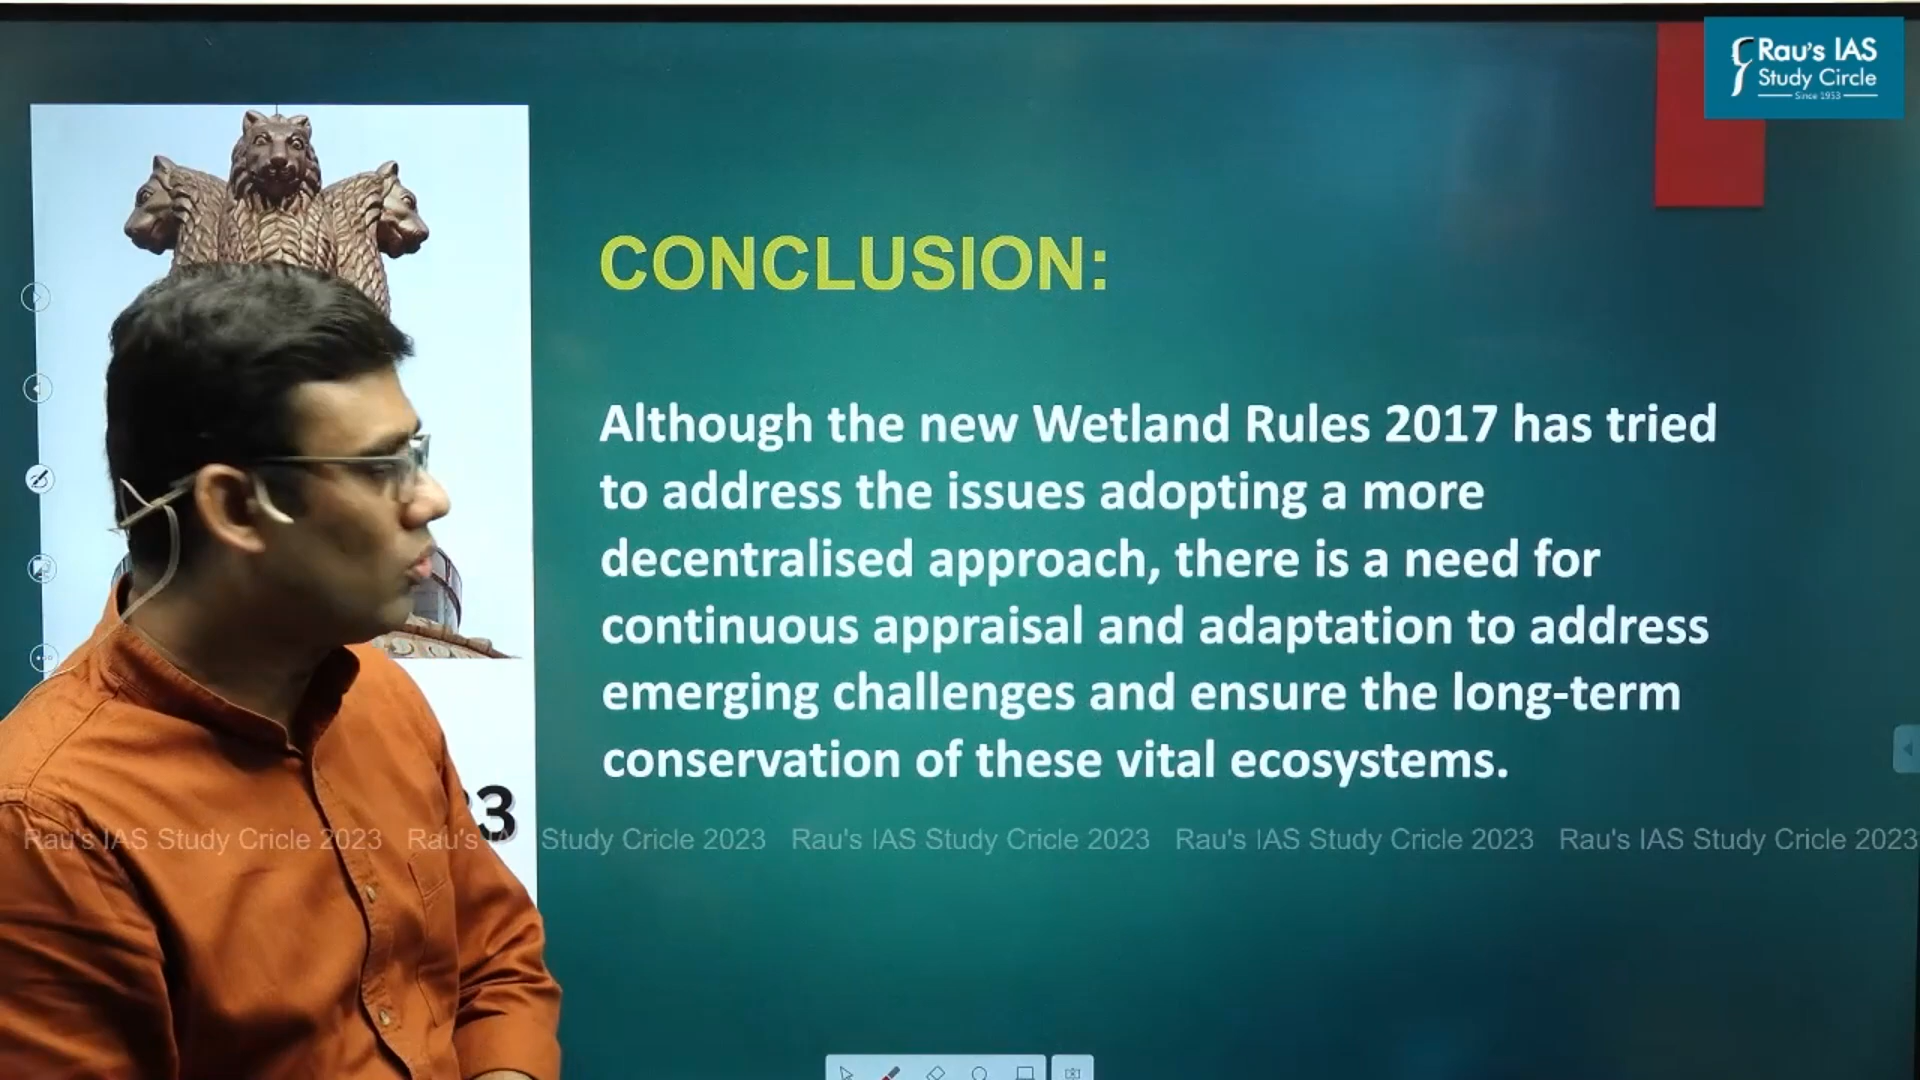 Rau's IAS
Study Circle
Since 1953
CONCLUSION:
Although the new Wetland Rules 2017 has tried
to address the issues adopting a more
decentralised approach, there is a need for
continuous appraisal and adaptation to address
emerging challenges and ensure the long-term
conservation of these vital ecosystems.
3
Rau's IAS Study Cricle 2023 Rau's IA Study Cricle 2023 Rau's IAS Study Cricle 2023 Rau's IAS Study Cricle 2023 Rau's IAS Study Cricle 2023